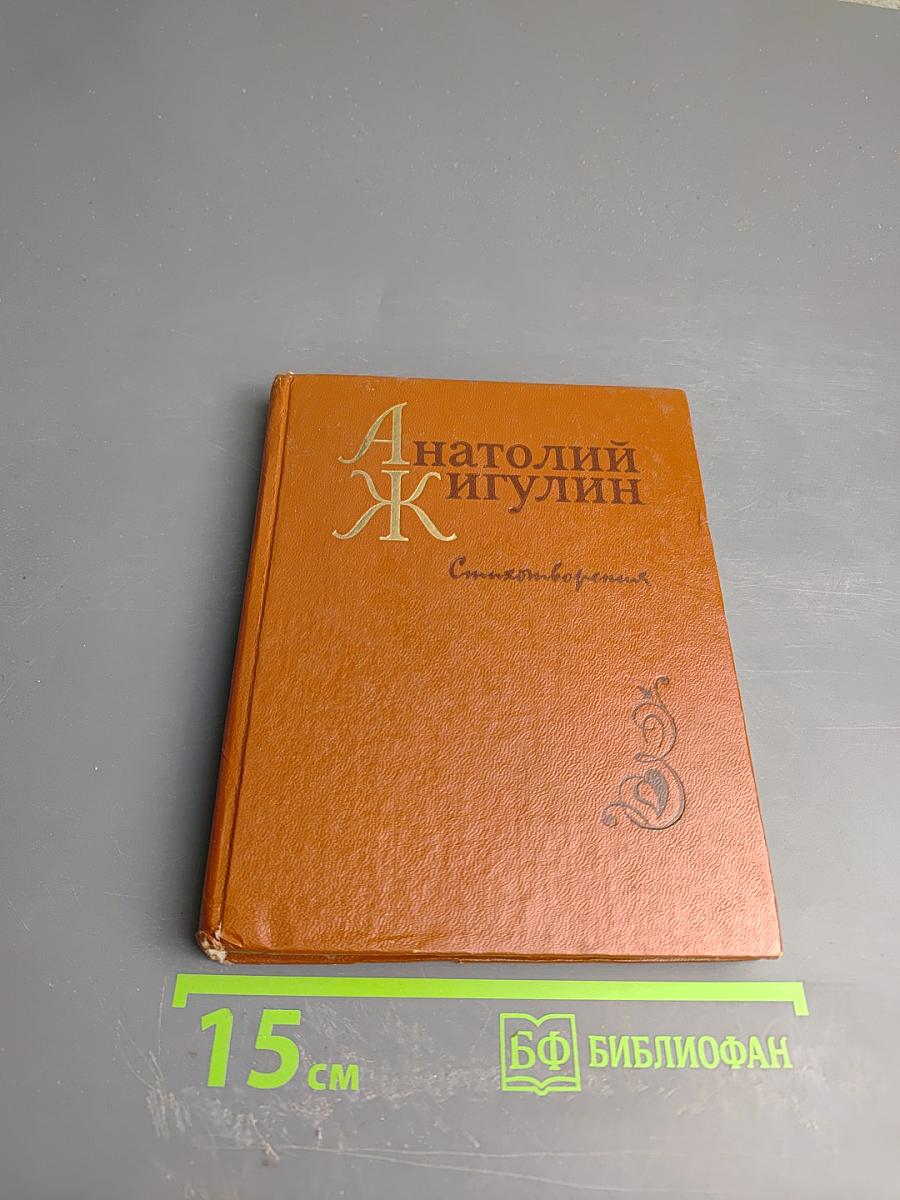 Анатолий
Жигулин
Стихотворения
15 см
БФ БИБЛИОФАН